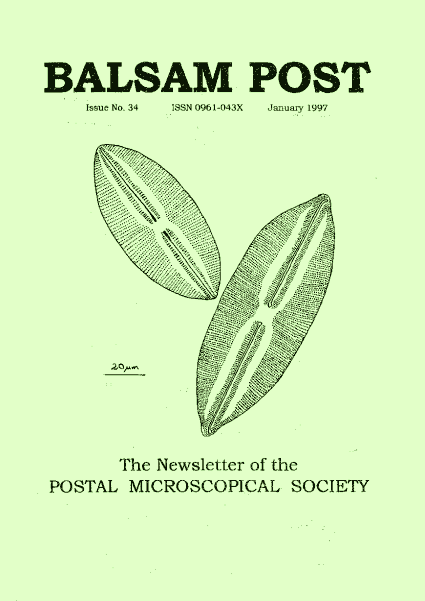 BALSAM POST
Issue No. 34 ISSN 0961-043X January 1997
20µm
The Newsletter of the
POSTAL MICROSCOPICAL SOCIETY